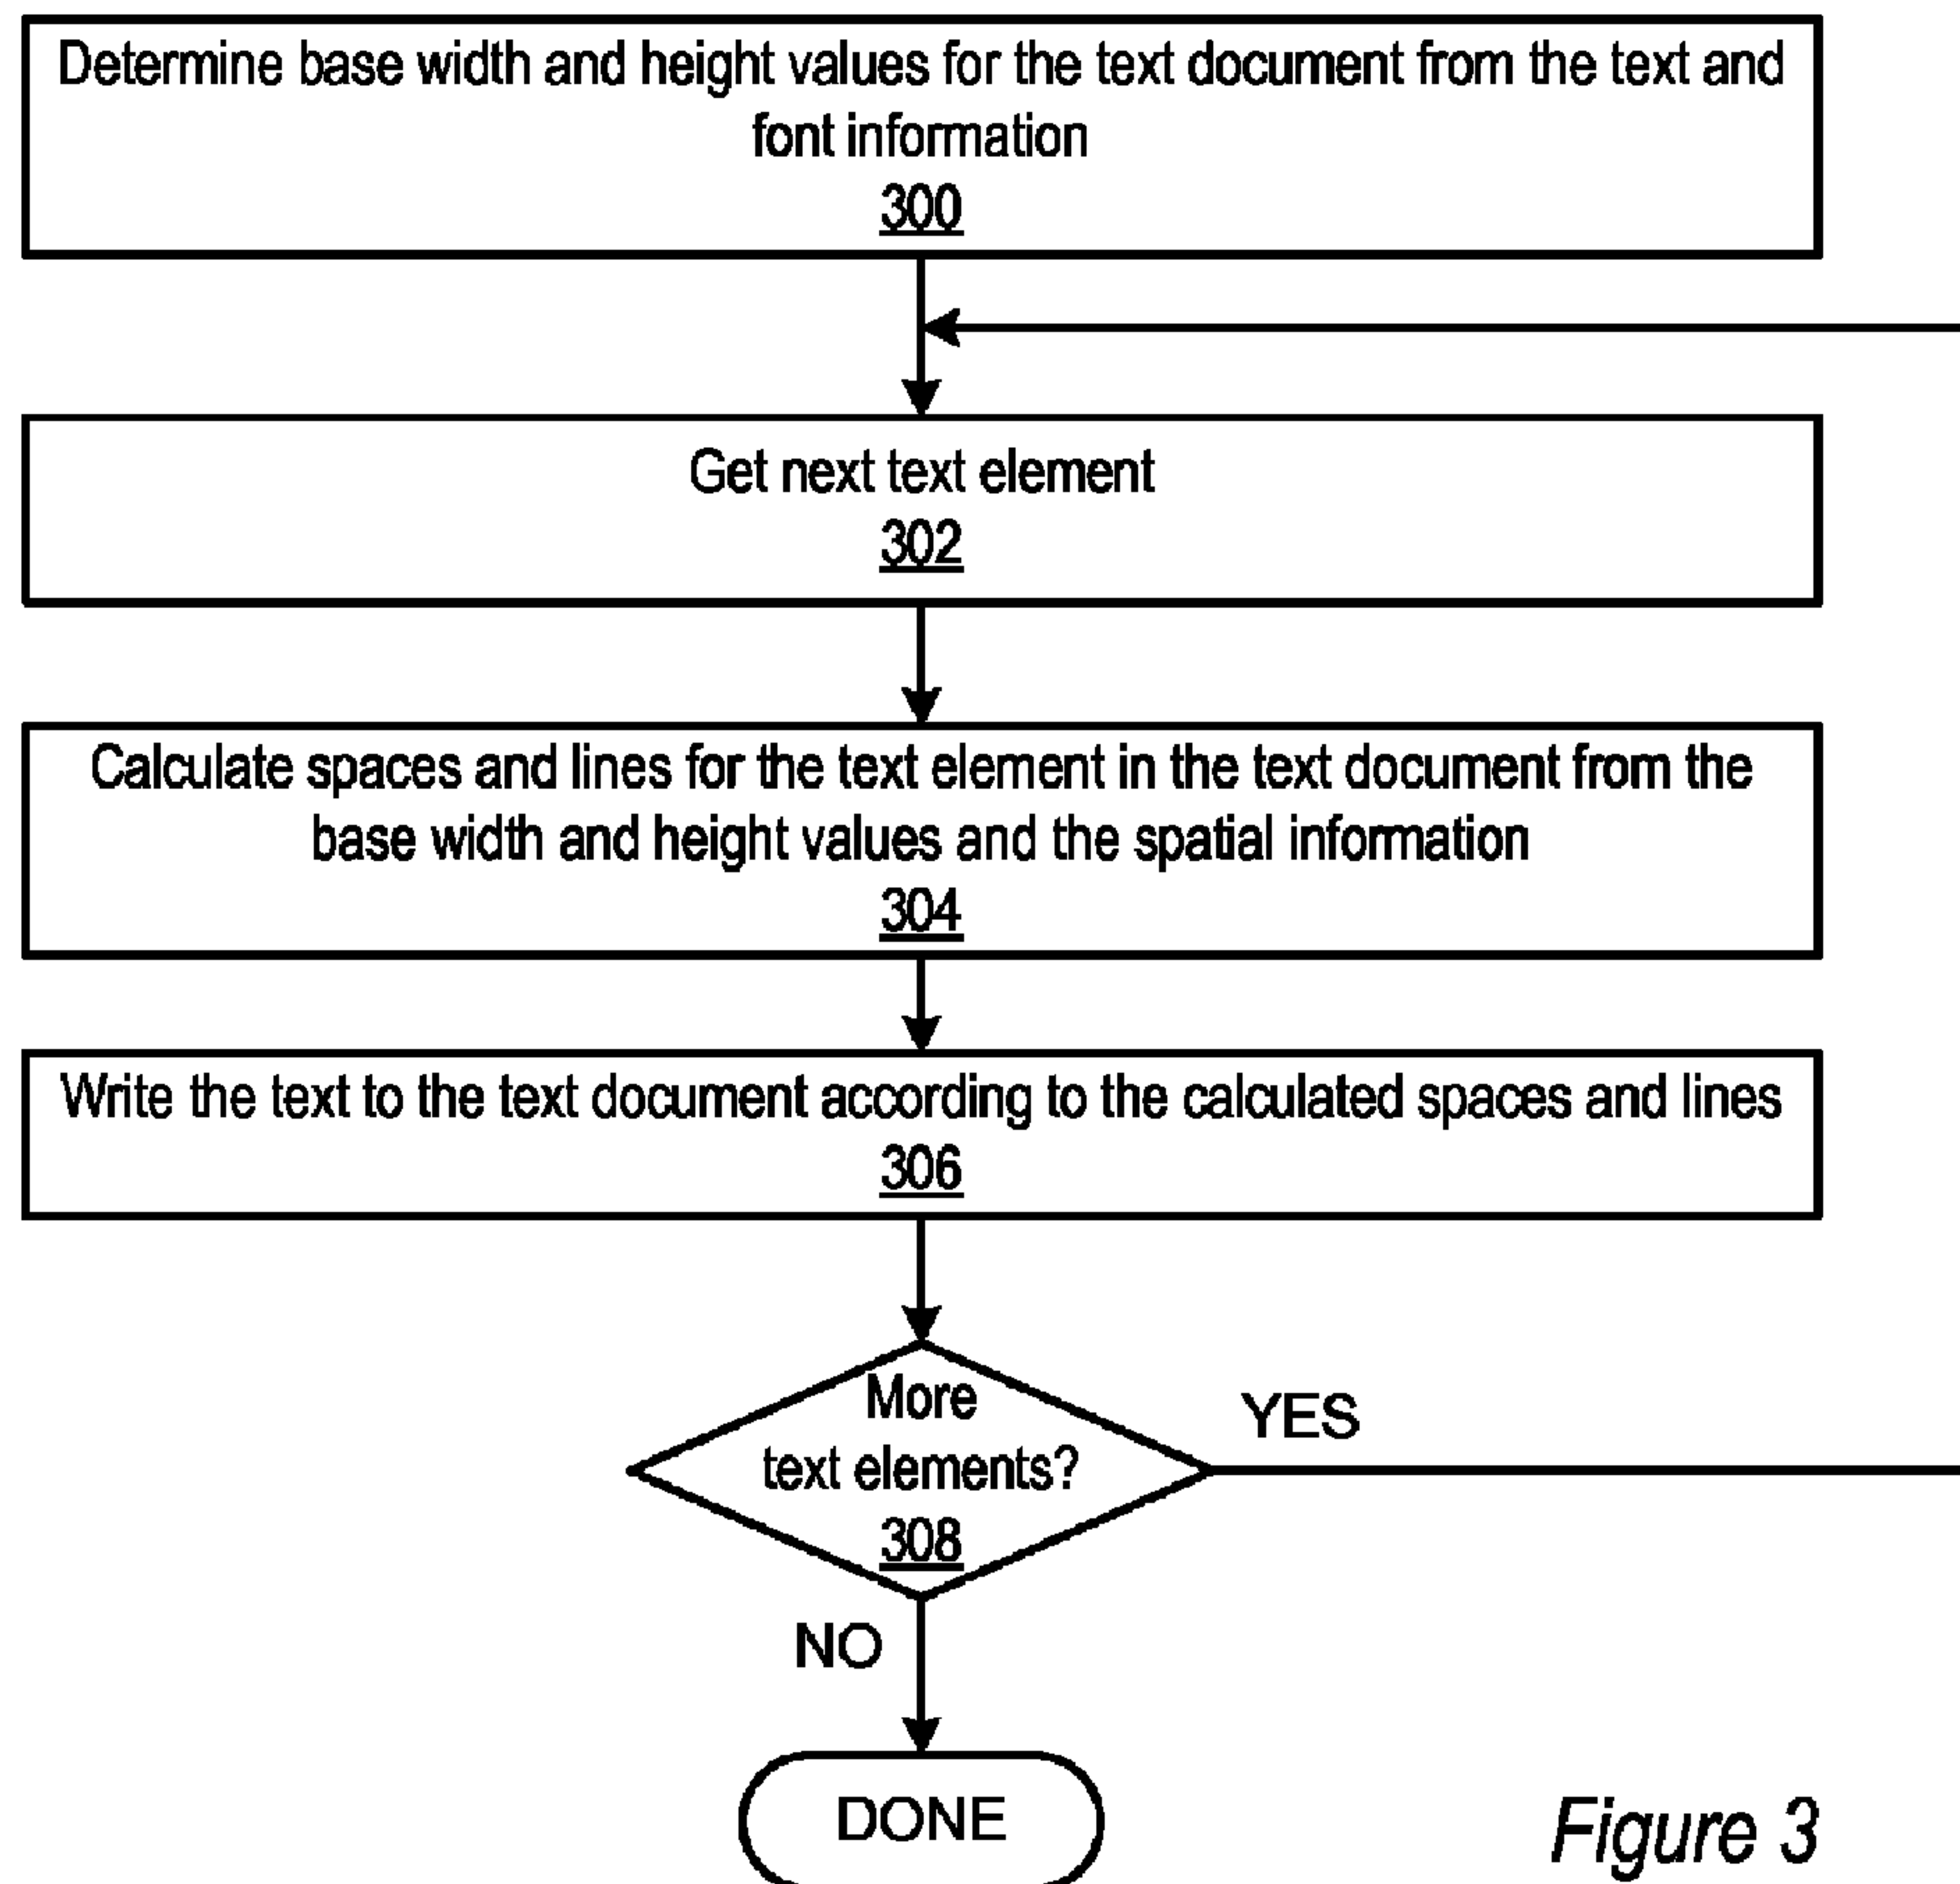 Determine base width and height values for the text document from the text and
font information
300
Get next text element
302
Calculate spaces and lines for the text element in the text document from the
base width and height values and the spatial information
304
Write the text to the text document according to the calculated spaces and lines
306
More
text elements?
308
YES
NO
DONE
Figure 3